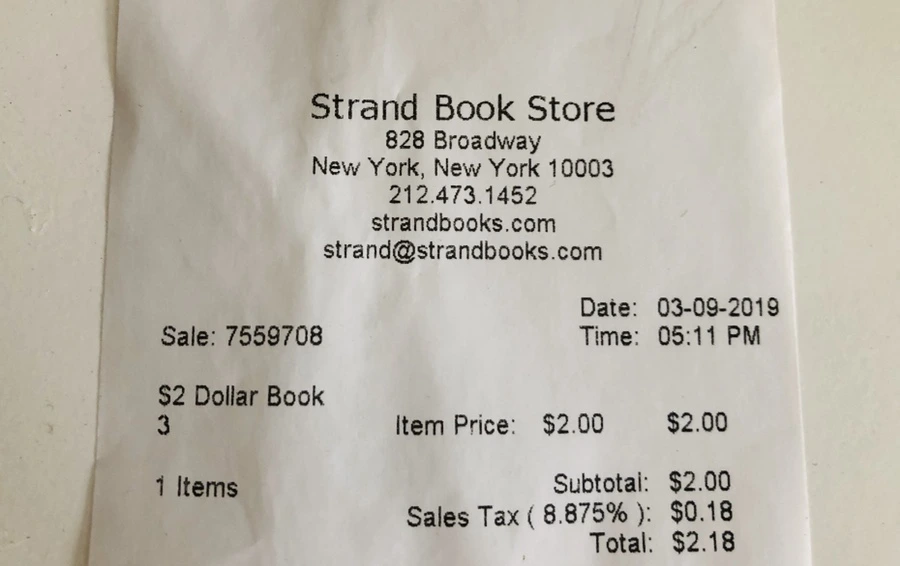 Strand Book Store
828 Broadway
New York, New York 10003
212.473.1452
strandbooks.com
strand@strandbooks.com
Date: 03-09-2019
Sale: 7559708 Time: 05:11 PM
$2 Dollar Book
3 Item Price: $2.00 $2.00
1 Items Subtotal: $2.00
Sales Tax ( 8.875% ): $0.18
Total: $2.18